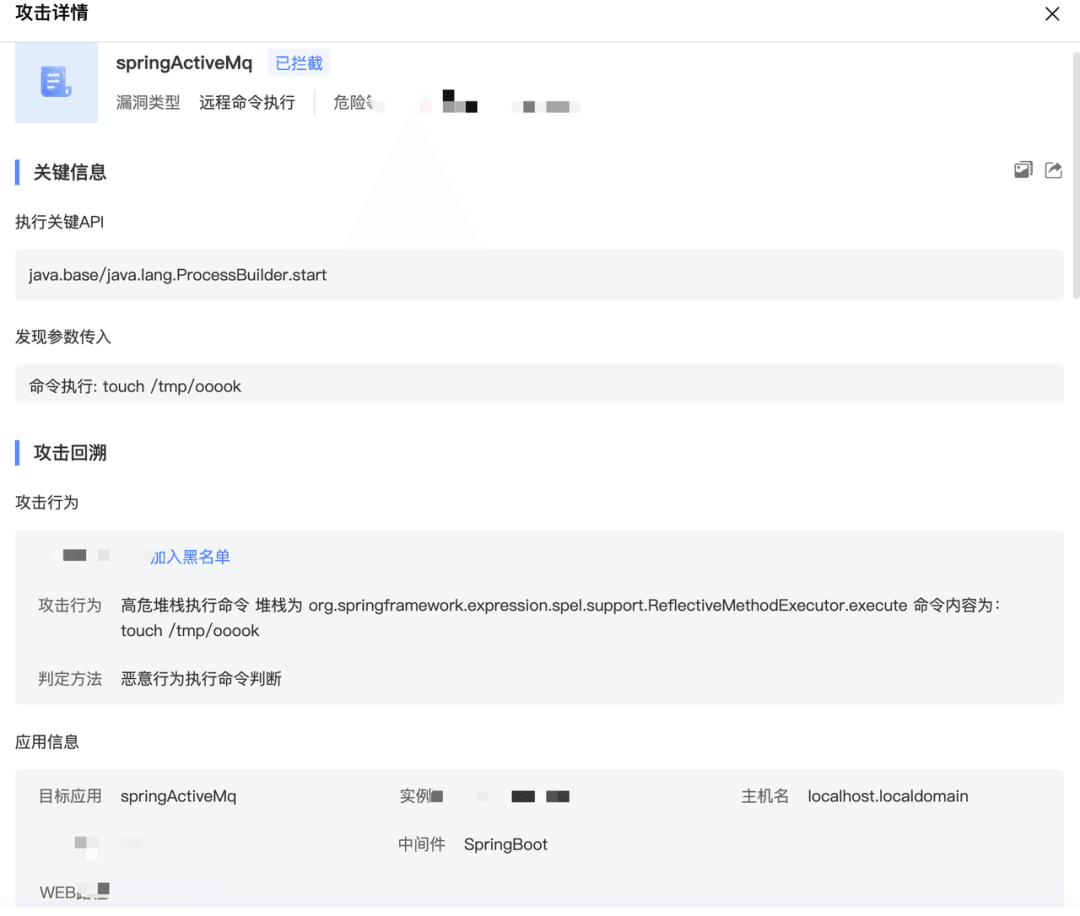 攻击详情
springActiveMq 已拦截
漏洞类型 远程命令执行 危险
关键信息
执行关键API
java.base/java.lang.ProcessBuilder.start
发现参数传入
命令执行: touch /tmp/ooook
攻击回溯
攻击行为
加入黑名单
攻击行为 高危堆栈执行命令 堆栈为 org.springframework.expression.spel.support.ReflectiveMethodExecutor.execute 命令内容为：
touch /tmp/ooook
判定方法 恶意行为执行命令判断
应用信息
目标应用 springActiveMq 实例 主机名 localhost.localdomain
中间件 SpringBoot
WEB